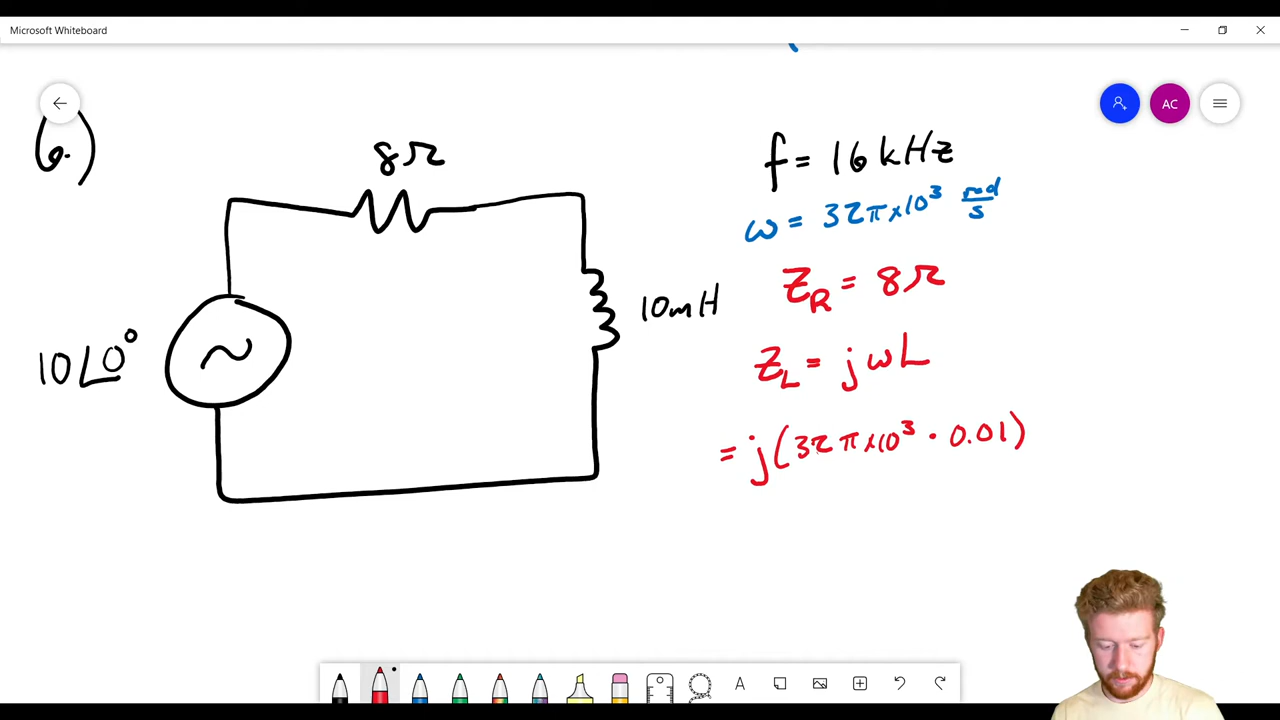 Microsoft Whiteboard
AC
6.)
8Ω
10∠0°
10mH
f = 16 kHz
ω = 32π×10³ rad/s
Z_R = 8Ω
Z_L = jωL
= j(32π×10³ · 0.01)
A